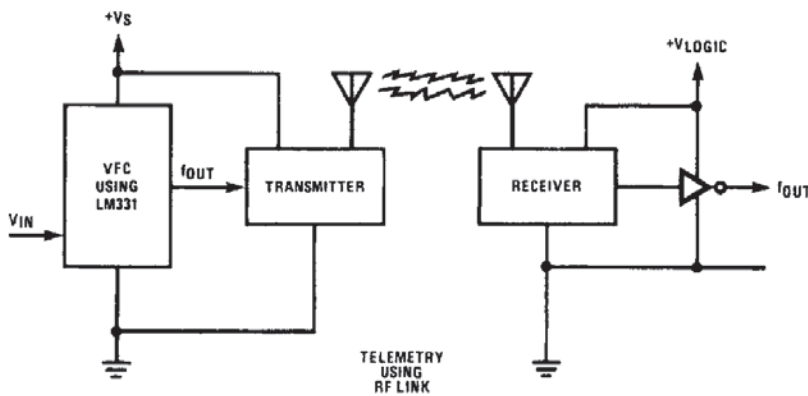 +VS
+VLOGIC
VFC
USING
LM331
fOUT
TRANSMITTER
RECEIVER
fOUT
VIN
TELEMETRY
USING
RF LINK